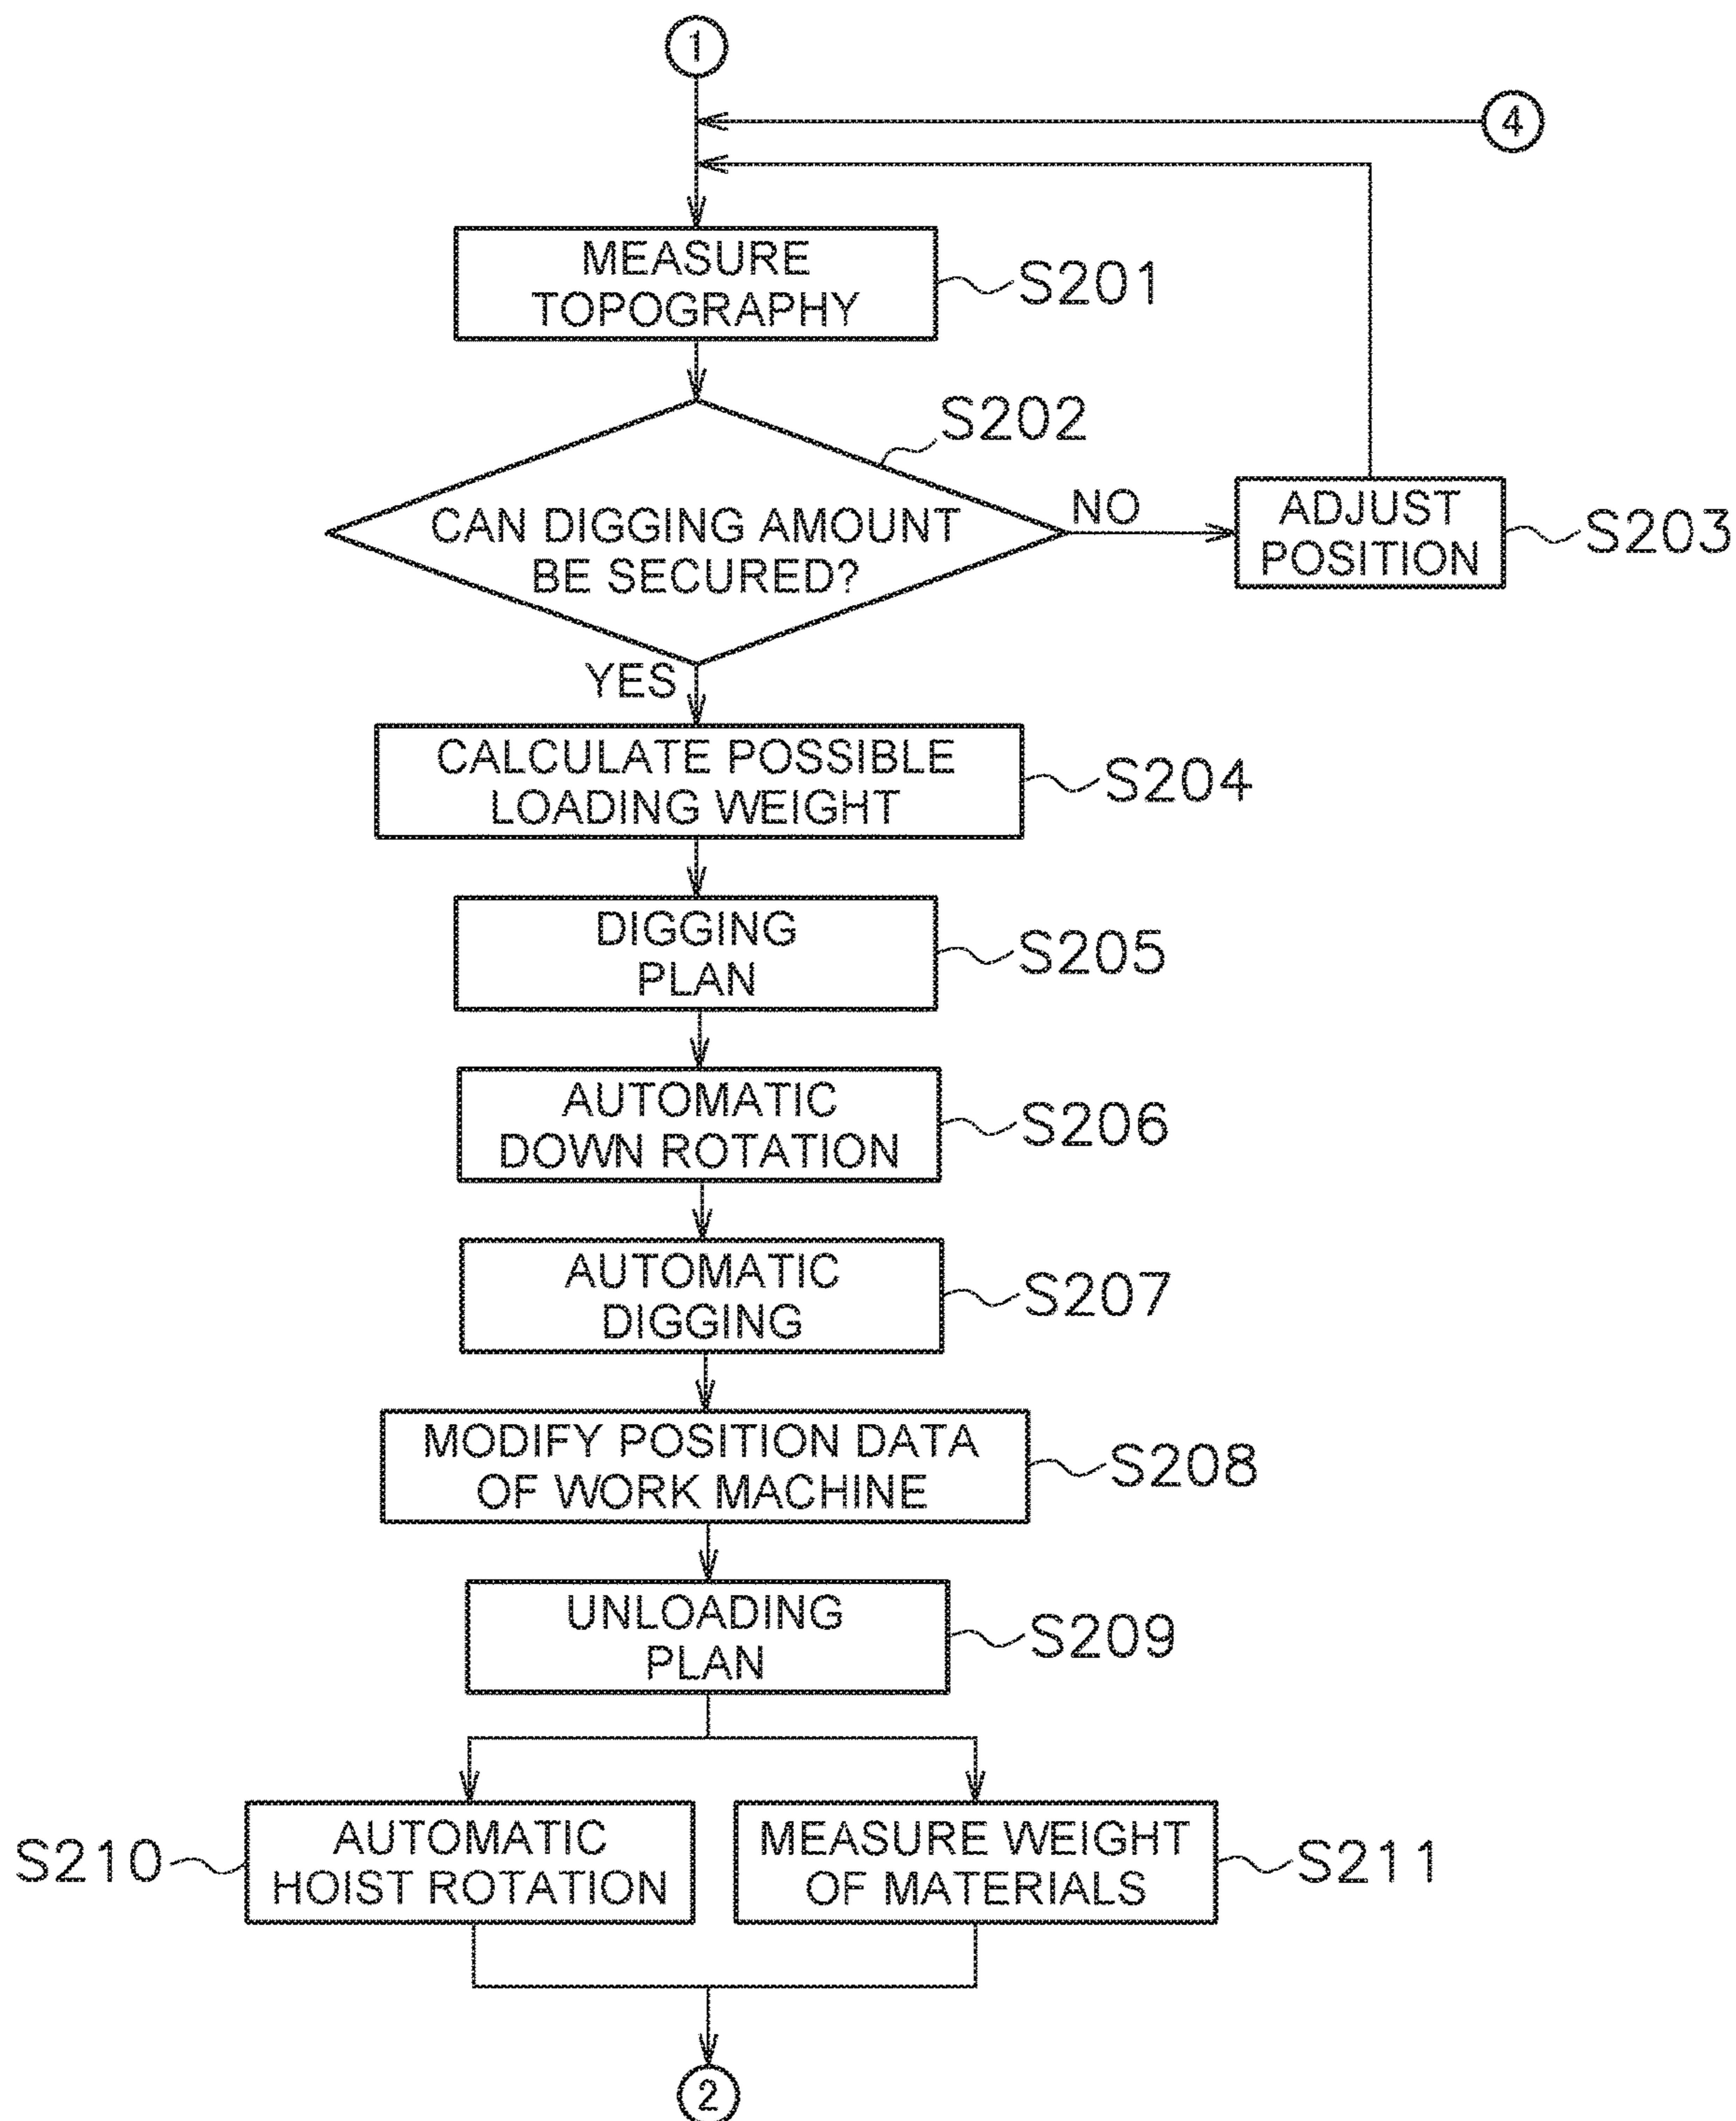 1
4
MEASURE
TOPOGRAPHY
S201
S202
CAN DIGGING AMOUNT
BE SECURED?
NO
ADJUST
POSITION
S203
YES
CALCULATE POSSIBLE
LOADING WEIGHT
S204
DIGGING
PLAN
S205
AUTOMATIC
DOWN ROTATION
S206
AUTOMATIC
DIGGING
S207
MODIFY POSITION DATA
OF WORK MACHINE
S208
UNLOADING
PLAN
S209
S210
AUTOMATIC
HOIST ROTATION
MEASURE WEIGHT
OF MATERIALS
S211
2